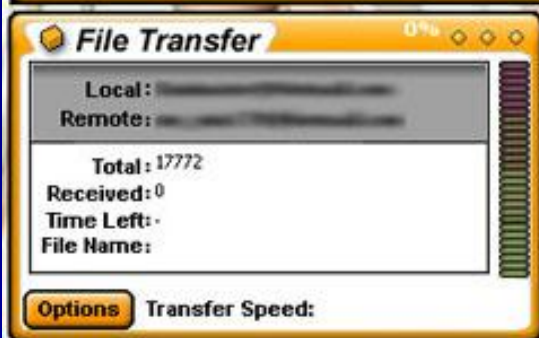 File Transfer 0%
Local:
Remote:
Total: 17772
Received: 0
Time Left: -
File Name:
Options Transfer Speed: